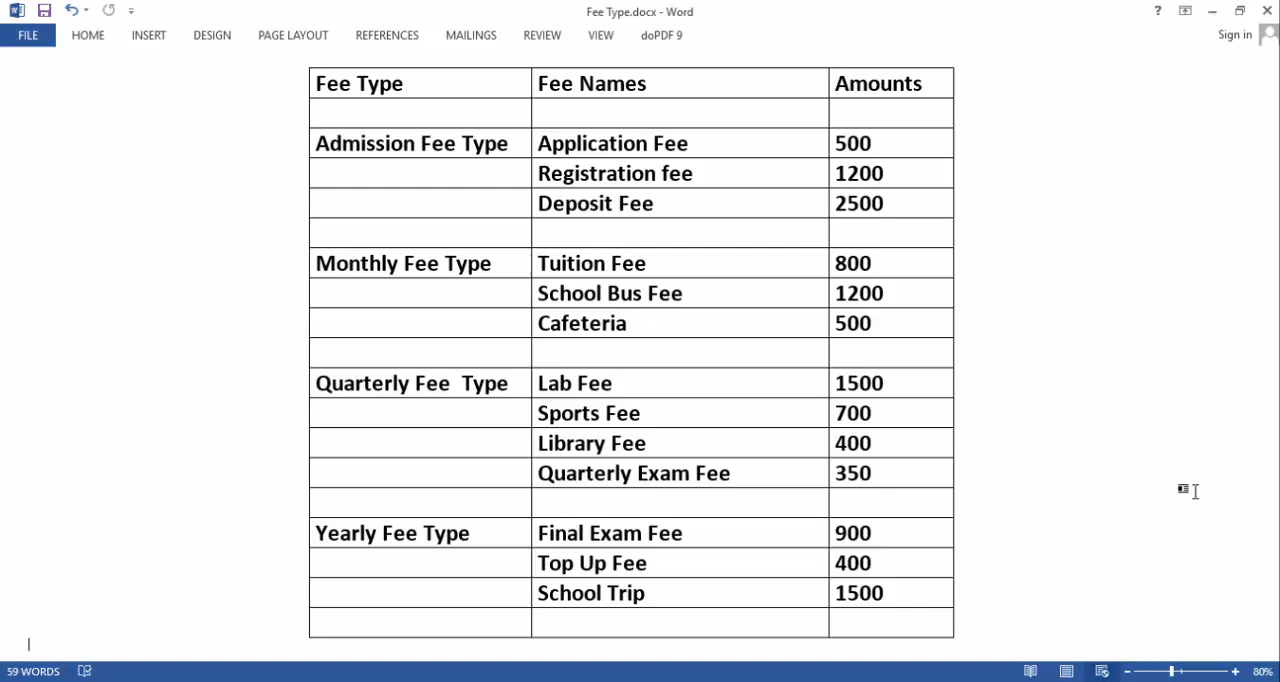 Fee Type.docx - Word
? Sign in
FILE HOME INSERT DESIGN PAGE LAYOUT REFERENCES MAILINGS REVIEW VIEW doPDF 9
Fee Type Fee Names Amounts
Admission Fee Type Application Fee 500
Registration fee 1200
Deposit Fee 2500
Monthly Fee Type Tuition Fee 800
School Bus Fee 1200
Cafeteria 500
Quarterly Fee  Type Lab Fee 1500
Sports Fee 700
Library Fee 400
Quarterly Exam Fee 350
Yearly Fee Type Final Exam Fee 900
Top Up Fee 400
School Trip 1500
59 WORDS 80%